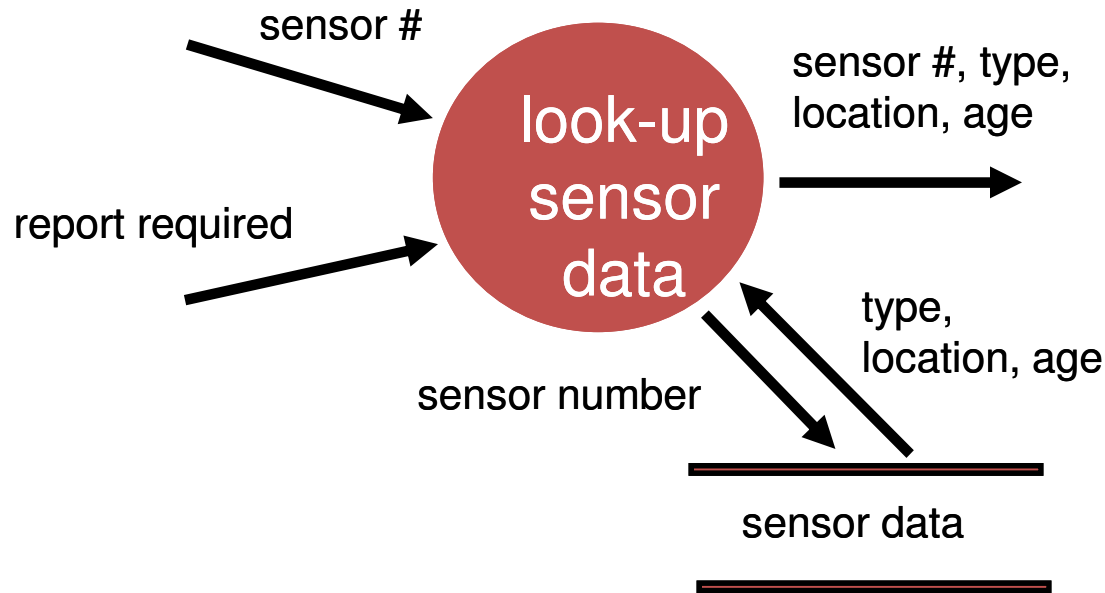 sensor #
sensor #, type,
location, age
look-up
sensor
data
report required
type,
location, age
sensor number
sensor data